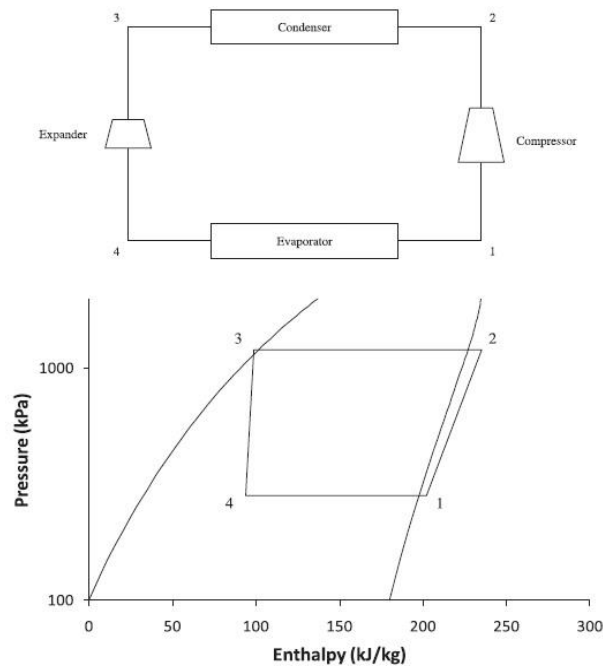 3
Condenser
2
Expander
Compressor
4
Evaporator
1
Pressure (kPa)
1000
100
3
2
4
1
0
50
100
150
200
250
300
Enthalpy (kJ/kg)